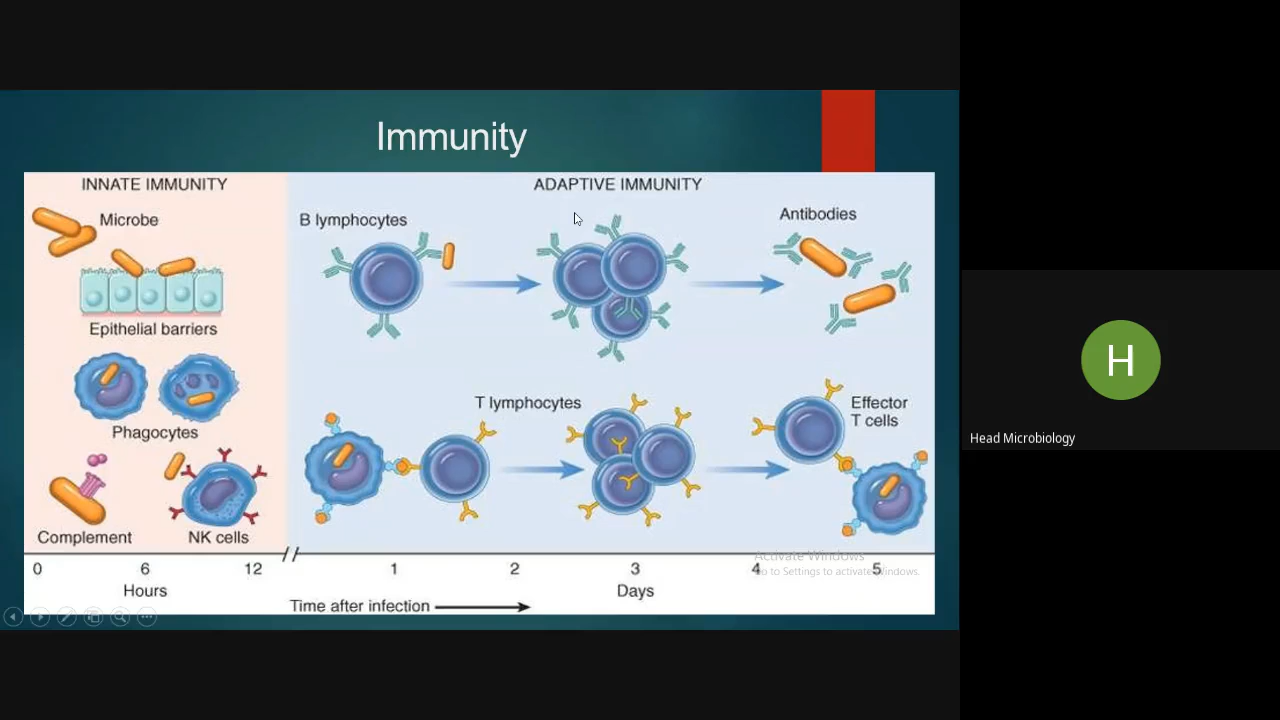 Immunity
INNATE IMMUNITY
ADAPTIVE IMMUNITY
Microbe
B lymphocytes
Antibodies
Epithelial barriers
T lymphocytes
Effector
T cells
Phagocytes
Complement
NK cells
Activate Windows
Go to Settings to activate Windows.
0 6 12 1 2 3 4 5
Hours
Days
Time after infection
H
Head Microbiology